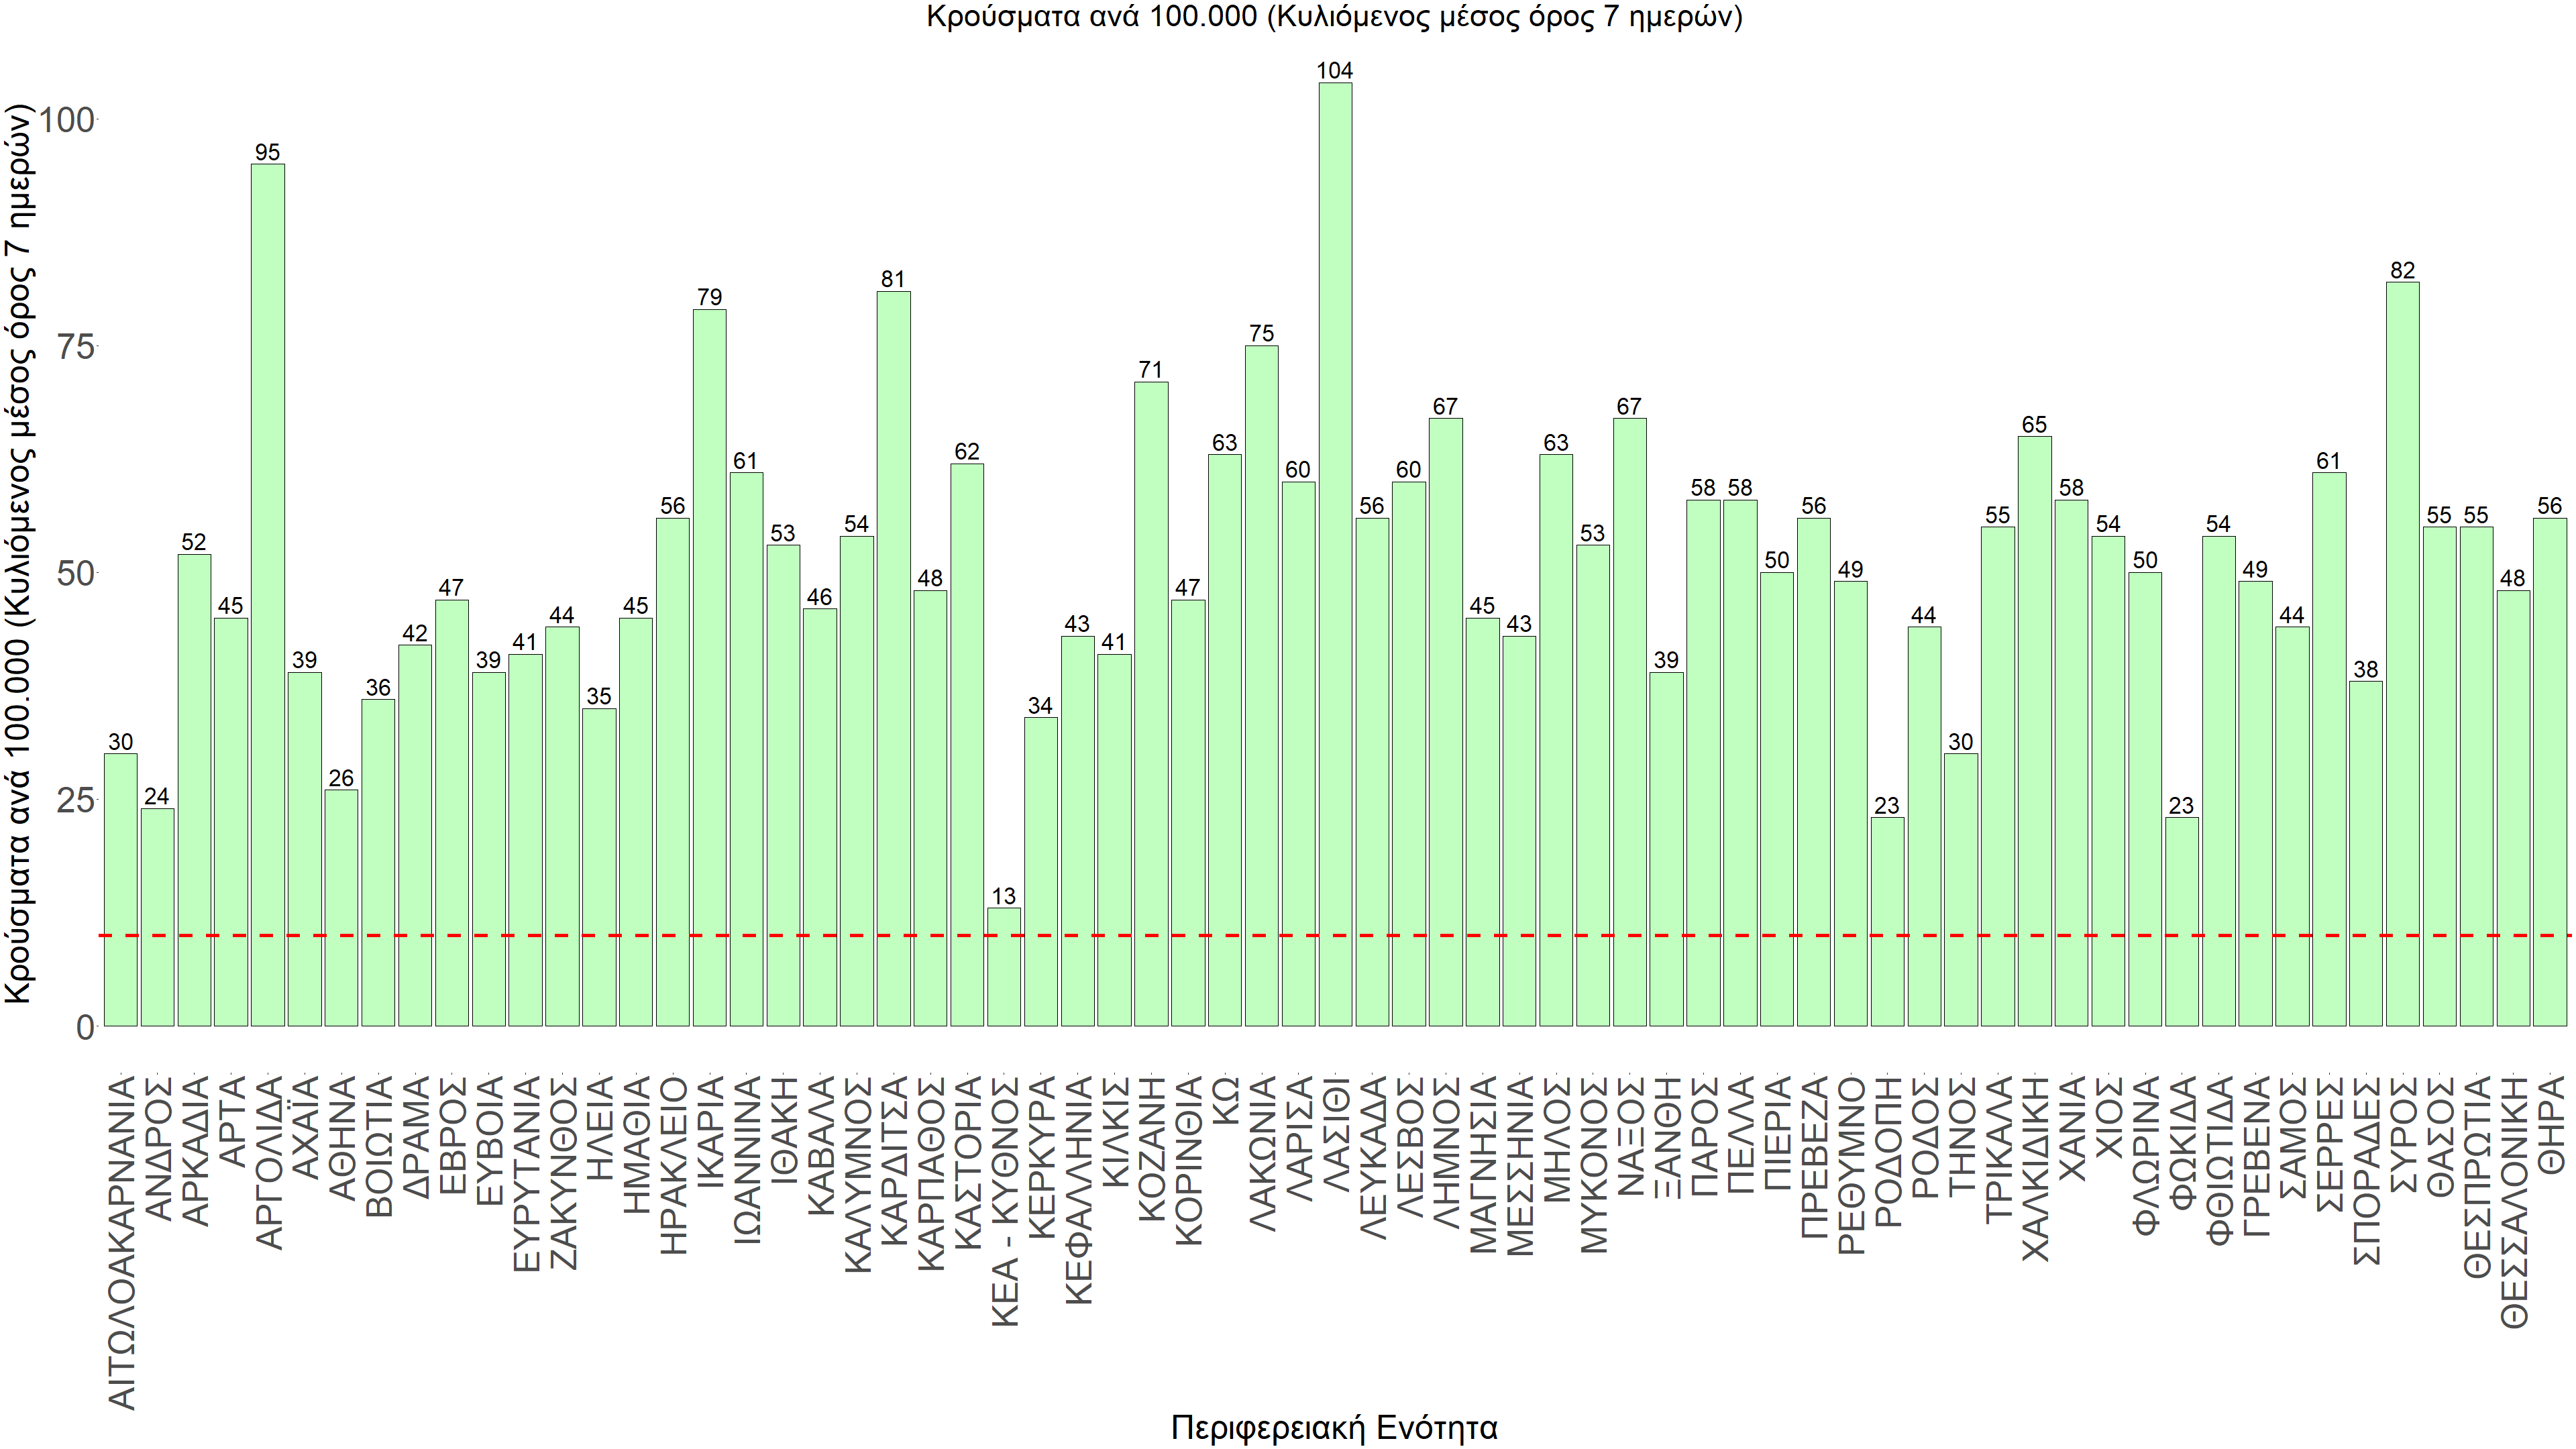 Κρούσματα ανά 100.000 (Κυλιόμενος μέσος όρος 7 ημερών)
Κρούσματα ανά 100.000 (Κυλιόμενος μέσος όρος 7 ημερών)
100
75
50
25
0
30
24
52
45
95
39
26
36
42
47
39
41
44
35
45
56
79
61
53
46
54
81
48
62
13
34
43
41
71
47
63
75
60
104
56
60
67
45
43
63
53
67
39
58
58
50
56
49
23
44
30
55
65
58
54
50
23
54
49
44
61
38
82
55
55
48
56
ΑΙΤΩΛΟΑΚΑΡΝΑΝΙΑ
ΑΝΔΡΟΣ
ΑΡΚΑΔΙΑ
ΑΡΤΑ
ΑΡΓΟΛΙΔΑ
ΑΧΑΪΑ
ΑΘΗΝΑ
ΒΟΙΩΤΙΑ
ΔΡΑΜΑ
ΕΒΡΟΣ
ΕΥΒΟΙΑ
ΕΥΡΥΤΑΝΙΑ
ΖΑΚΥΝΘΟΣ
ΗΛΕΙΑ
ΗΜΑΘΙΑ
ΗΡΑΚΛΕΙΟ
ΙΚΑΡΙΑ
ΙΩΑΝΝΙΝΑ
ΙΘΑΚΗ
ΚΑΒΑΛΑ
ΚΑΛΥΜΝΟΣ
ΚΑΡΔΙΤΣΑ
ΚΑΡΠΑΘΟΣ
ΚΑΣΤΟΡΙΑ
ΚΕΑ - ΚΥΘΝΟΣ
ΚΕΡΚΥΡΑ
ΚΕΦΑΛΛΗΝΙΑ
ΚΙΛΚΙΣ
ΚΟΖΑΝΗ
ΚΟΡΙΝΘΙΑ
ΚΩ
ΛΑΚΩΝΙΑ
ΛΑΡΙΣΑ
ΛΑΣΙΘΙ
ΛΕΥΚΑΔΑ
ΛΕΣΒΟΣ
ΛΗΜΝΟΣ
ΜΑΓΝΗΣΙΑ
ΜΕΣΣΗΝΙΑ
ΜΗΛΟΣ
ΜΥΚΟΝΟΣ
ΝΑΞΟΣ
ΞΑΝΘΗ
ΠΑΡΟΣ
ΠΕΛΛΑ
ΠΙΕΡΙΑ
ΠΡΕΒΕΖΑ
ΡΕΘΥΜΝΟ
ΡΟΔΟΠΗ
ΡΟΔΟΣ
ΤΗΝΟΣ
ΤΡΙΚΑΛΑ
ΧΑΛΚΙΔΙΚΗ
ΧΑΝΙΑ
ΧΙΟΣ
ΦΛΩΡΙΝΑ
ΦΩΚΙΔΑ
ΦΘΙΩΤΙΔΑ
ΓΡΕΒΕΝΑ
ΣΑΜΟΣ
ΣΕΡΡΕΣ
ΣΠΟΡΑΔΕΣ
ΣΥΡΟΣ
ΘΑΣΟΣ
ΘΕΣΠΡΩΤΙΑ
ΘΕΣΣΑΛΟΝΙΚΗ
ΘΗΡΑ
Περιφερειακή Ενότητα